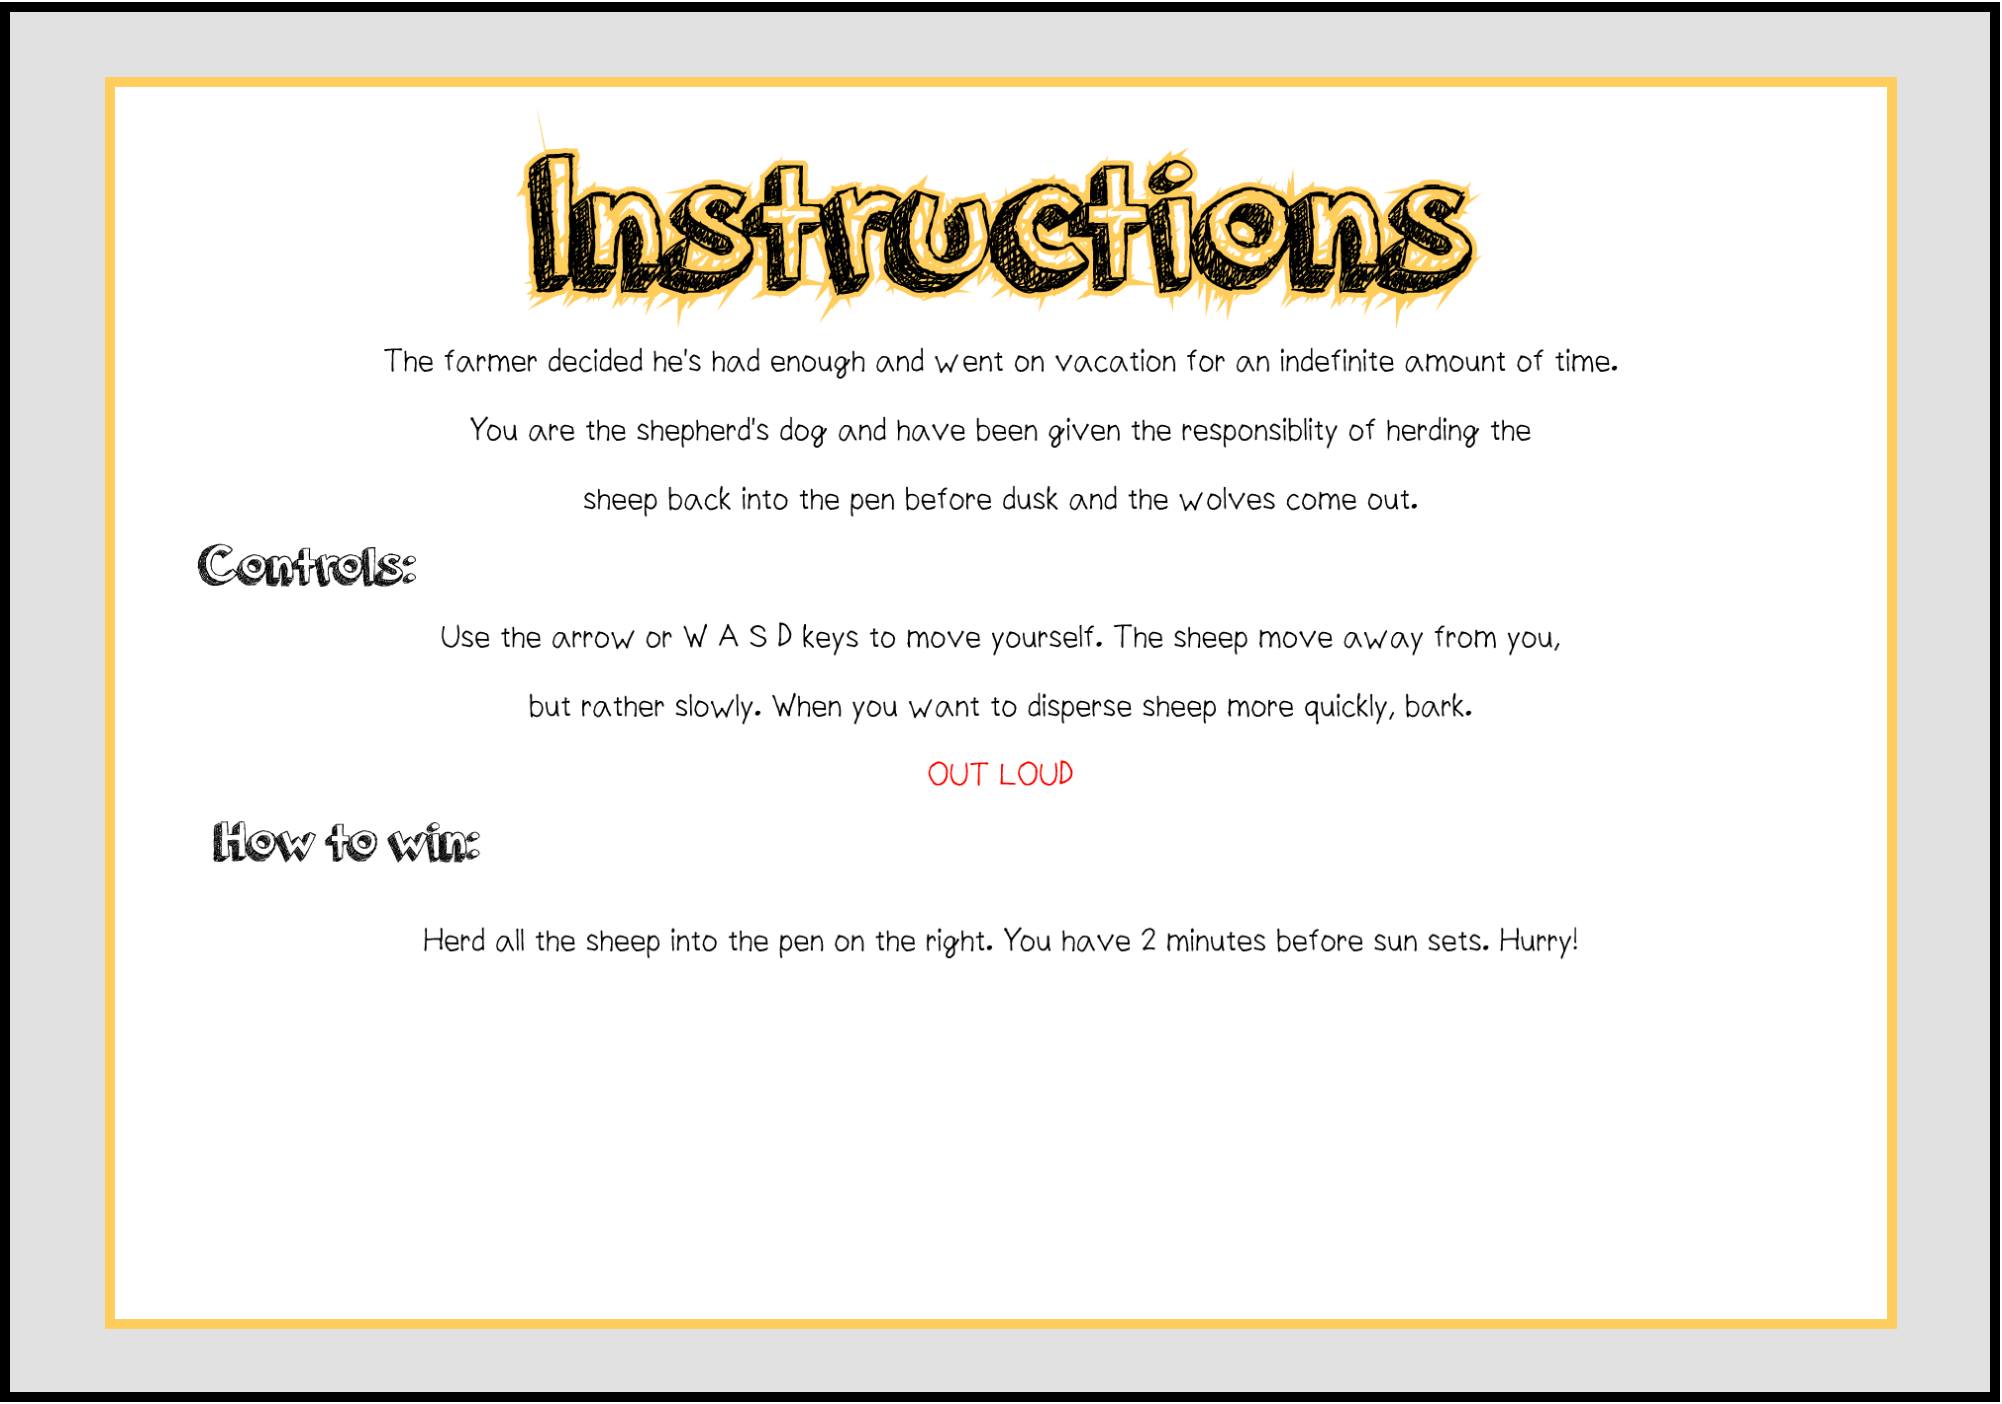 Instructions
The farmer decided he's had enough and went on vacation for an indefinite amount of time.
You are the shepherd's dog and have been given the responsiblity of herding the
sheep back into the pen before dusk and the wolves come out.
Controls:
Use the arrow or W A S D keys to move yourself. The sheep move away from you,
but rather slowly. When you want to disperse sheep more quickly, bark.
OUT LOUD
How to win:
Herd all the sheep into the pen on the right. You have 2 minutes before sun sets. Hurry!